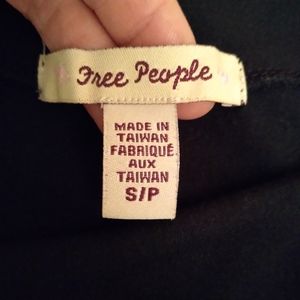 Free People
MADE IN
TAIWAN
FABRIQUÉ
AUX
TAIWAN
S/P